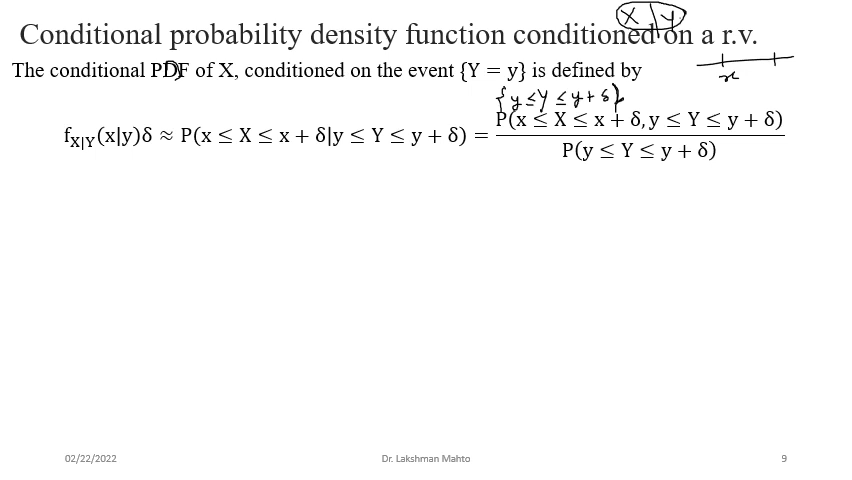 X | Y
Conditional probability density function conditioned on a r.v.
The conditional PDF of X, conditioned on the event {Y = y} is defined by
x
{y ≤ Y ≤ y + δ}
f_{X|Y}(x|y)δ ≈ P(x ≤ X ≤ x + δ|y ≤ Y ≤ y + δ) = P(x ≤ X ≤ x + δ, y ≤ Y ≤ y + δ)
P(y ≤ Y ≤ y + δ)
02/22/2022 Dr. Lakshman Mahto 9